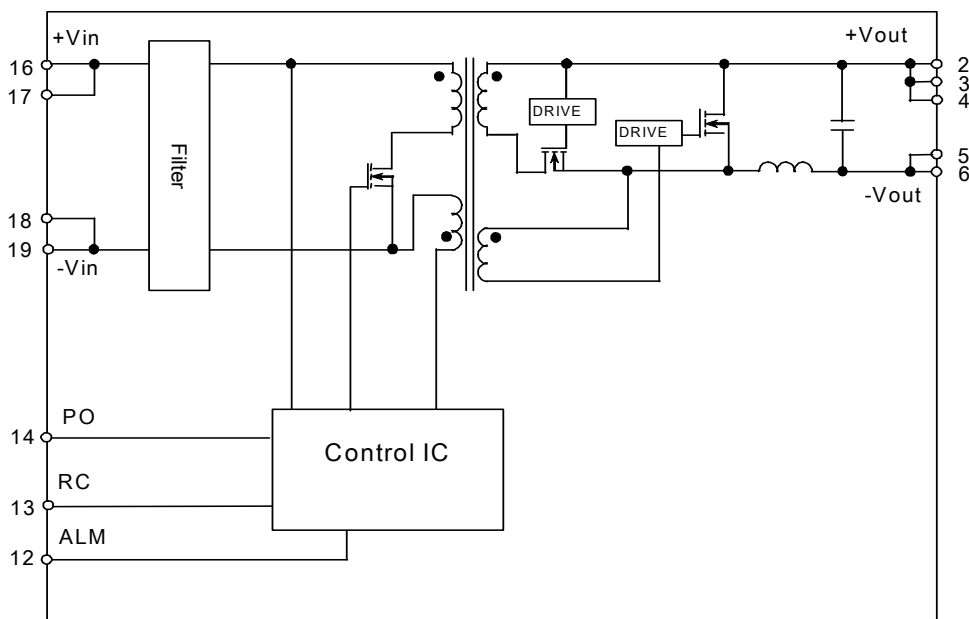 +Vin
+Vout
16
2
3
17
4
DRIVE
DRIVE
Filter
5
6
18
-Vout
19
-Vin
PO
14
Control IC
RC
13
ALM
12